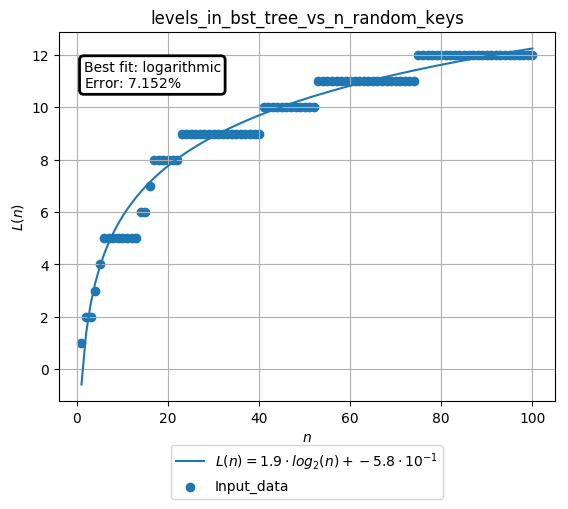 levels_in_bst_tree_vs_n_random_keys
Best fit: logarithmic
Error: 7.152%
12
10
8
6
4
2
0
L(n)
0 20 40 60 80 100
n
L(n) = 1.9 · log₂(n) + −5.8 · 10⁻¹
Input_data